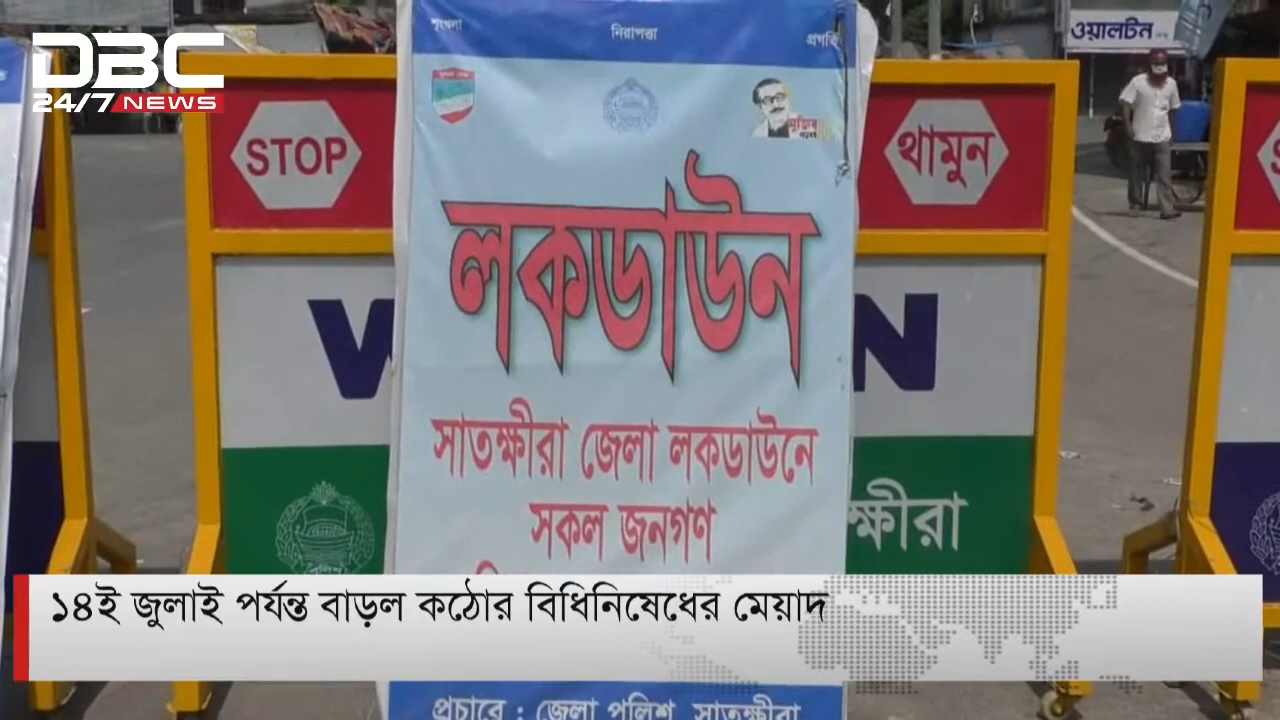 DBC
24/7 NEWS
শৃংখলা নিরাপত্তা প্রগতি
ওয়ালটন
মুজিব
STOP
থামুন
লকডাউন
সাতক্ষীরা জেলা লকডাউনে
সকল জনগণ
ক্ষীরা
১৪ই জুলাই পর্যন্ত বাড়ল কঠোর বিধিনিষেধের মেয়াদ
প্রচারে : জেলা পুলিশ, সাতক্ষীরা